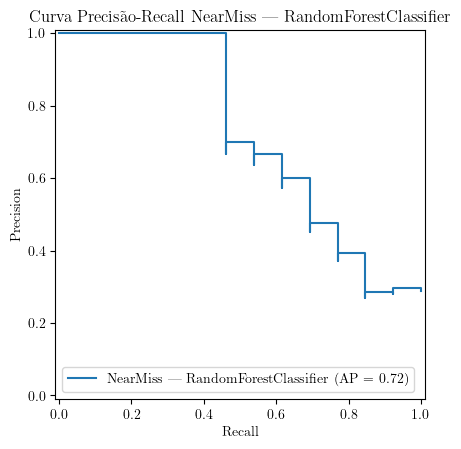 Curva Precisão-Recall NearMiss — RandomForestClassifier
1.0
0.8
0.6
0.4
0.2
0.0
Precision
NearMiss — RandomForestClassifier (AP = 0.72)
0.0 0.2 0.4 0.6 0.8 1.0
Recall